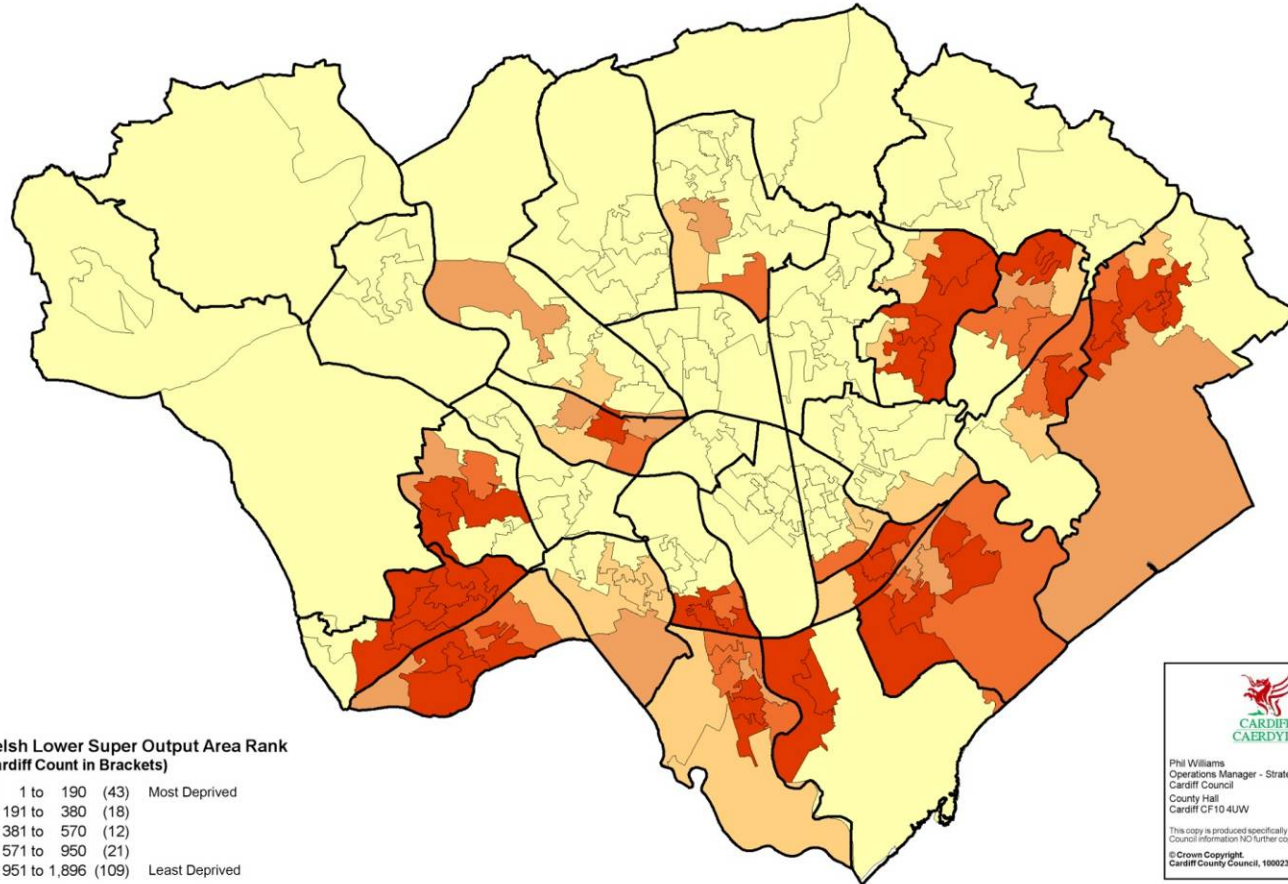 elsh Lower Super Output Area Rank
ardiff Count in Brackets)
1 to 190 (43) Most Deprived
191 to 380 (18)
381 to 570 (12)
571 to 950 (21)
951 to 1,896 (109) Least Deprived
CARDIFF
CAERDY
Phil Williams
Operations Manager - Strate
Cardiff Council
County Hall
Cardiff CF10 4UW
This copy is produced specifically
Council information NO further co
© Crown Copyright.
Cardiff County Council, 100023